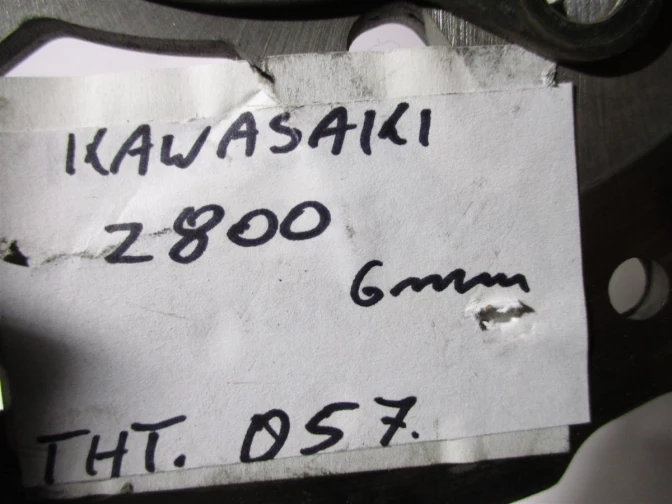 KAWASAKI
Z800
6mm
THT. 057.